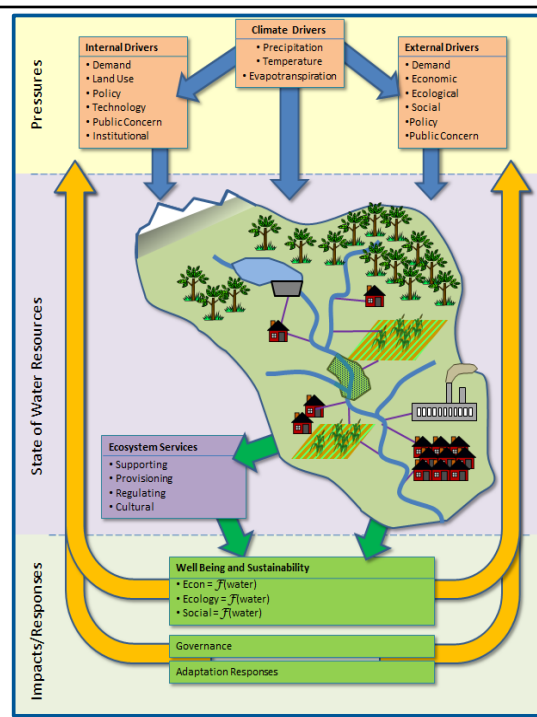 Pressures
Climate Drivers
• Precipitation
• Temperature
• Evapotranspiration
Internal Drivers
• Demand
• Land Use
• Policy
• Technology
• Public Concern
• Institutional
External Drivers
• Demand
• Economic
• Ecological
• Social
•Policy
•Public Concern
State of Water Resources
Ecosystem Services
• Supporting
• Provisioning
• Regulating
• Cultural
Impacts/Responses
Well Being and Sustainability
• Econ = ℱ(water)
• Ecology = ℱ(water)
• Social = ℱ(water)
Governance
Adaptation Responses